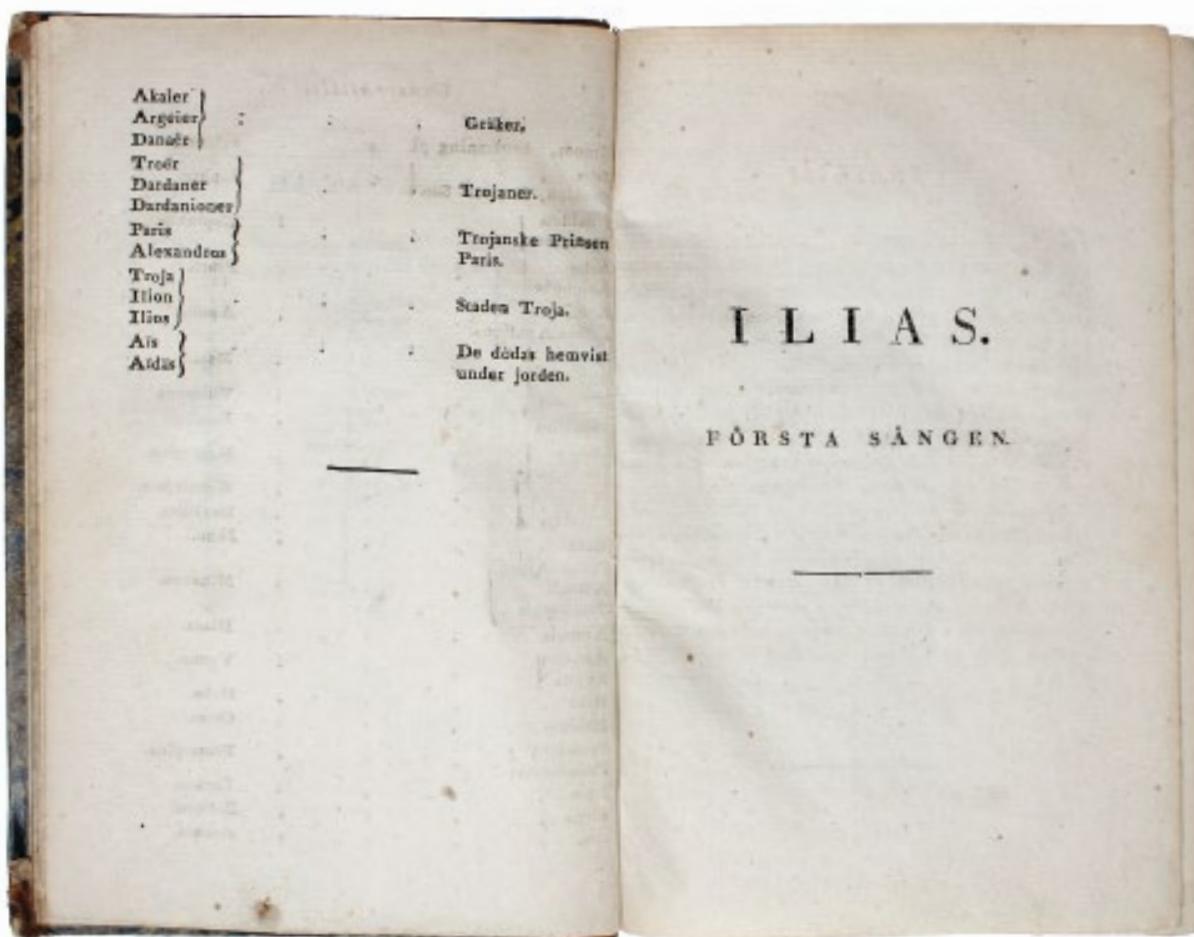 Akaier
Argeier : . . Gräker.
Danaër
Troër
Dardaner . . Trojaner.
Dardanioner
Paris . . Trojanske Prinsen
Alexandros Paris.
Troja
Ilion . . Staden Troja.
Ilios
Aïs . : De dödas hemvist
Aïdäs under jorden.
ILIAS.
FÖRSTA SÅNGEN.